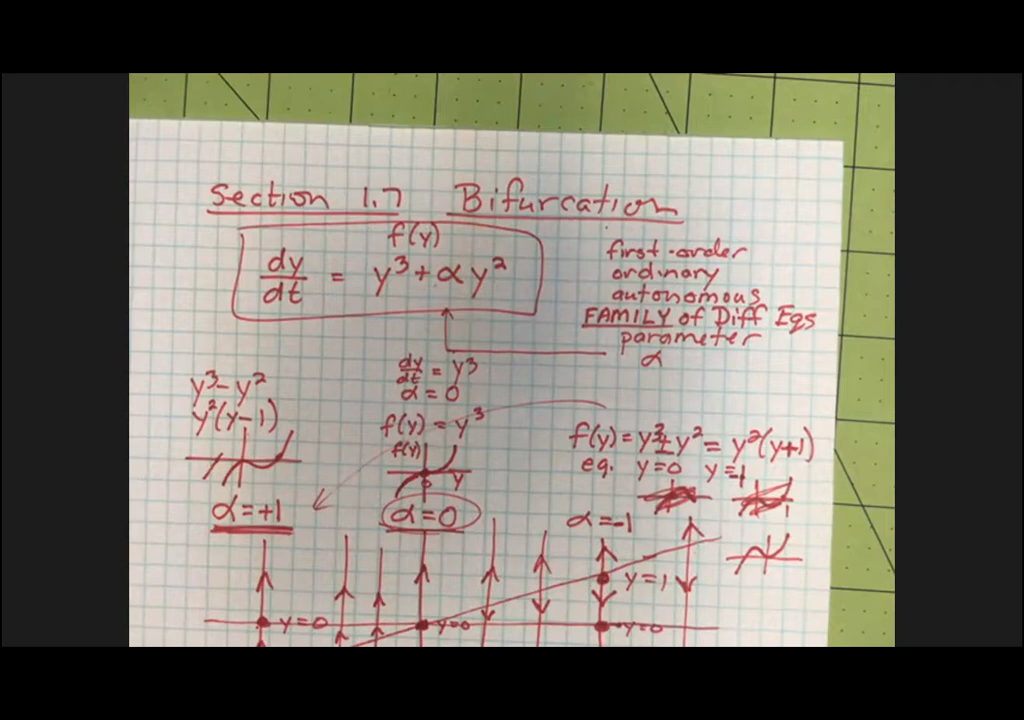 Section 1.7 Bifurcation
f(y)
dy/dt = y³ + αy²
first-order
ordinary
autonomous
FAMILY of Diff Eqs
parameter
α
dy/dt = y³
α = 0
y³ - y²
y²(y-1)
f(y) = y³
f(y)
y
f(y) = y³ ± y² = y²(y+1)
eq. y=0 y=-1
α=+1
α=0
α=-1
y=1
y=0
y=0
y=0